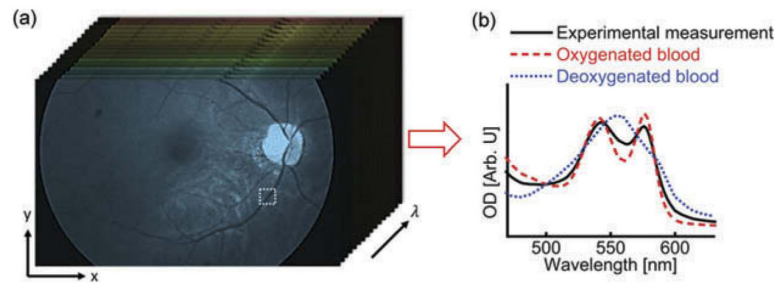 (a)
y
x
λ
(b)
Experimental measurement
Oxygenated blood
Deoxygenated blood
OD [Arb. U]
500 550 600
Wavelength [nm]